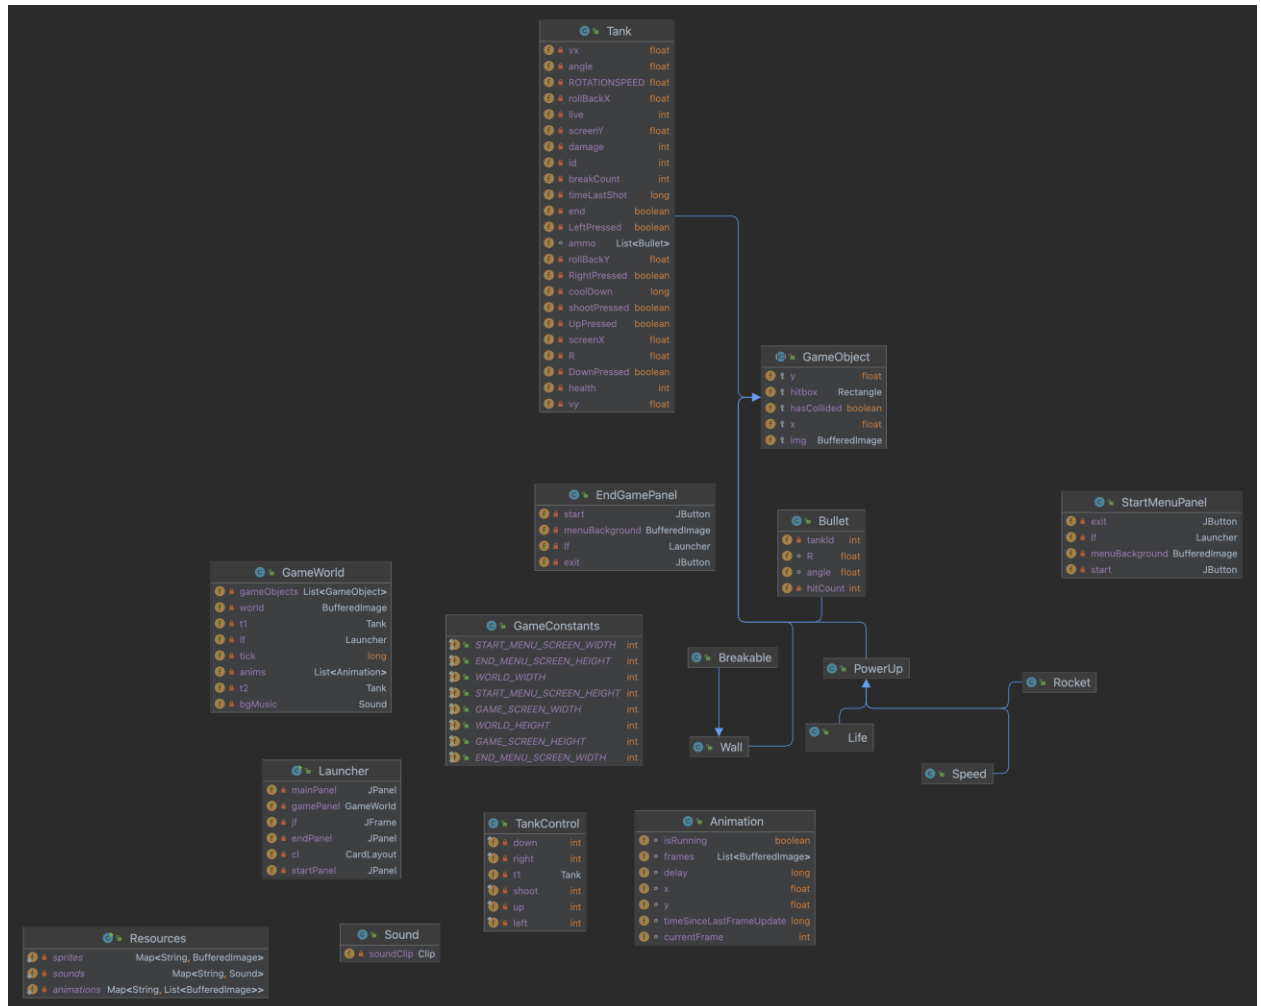 Tank
vx float
angle float
ROTATIONSPEED float
rollBackX float
live int
screenY float
damage int
id int
breakCount int
timeLastShot long
end boolean
LeftPressed boolean
ammo List<Bullet>
rollBackY float
RightPressed boolean
coolDown long
shootPressed boolean
UpPressed boolean
screenX float
R float
DownPressed boolean
health int
vy float
GameObject
y float
hitbox Rectangle
hasCollided boolean
x float
img BufferedImage
EndGamePanel
start JButton
menuBackground BufferedImage
lf Launcher
exit JButton
StartMenuPanel
exit JButton
lf Launcher
menuBackground BufferedImage
start JButton
Bullet
tankId int
R float
angle float
hitCount int
GameWorld
gameObjects List<GameObject>
world BufferedImage
t1 Tank
lf Launcher
tick long
anims List<Animation>
t2 Tank
bgMusic Sound
GameConstants
START_MENU_SCREEN_WIDTH int
END_MENU_SCREEN_HEIGHT int
WORLD_WIDTH int
START_MENU_SCREEN_HEIGHT int
GAME_SCREEN_WIDTH int
WORLD_HEIGHT int
GAME_SCREEN_HEIGHT int
END_MENU_SCREEN_WIDTH int
Breakable
PowerUp
Rocket
Wall
Life
Speed
Launcher
mainPanel JPanel
gamePanel GameWorld
jf JFrame
endPanel JPanel
cl CardLayout
startPanel JPanel
TankControl
down int
right int
t1 Tank
shoot int
up int
left int
Animation
isRunning boolean
frames List<BufferedImage>
delay long
x float
y float
timeSinceLastFrameUpdate long
currentFrame int
Resources
sprites Map<String, BufferedImage>
sounds Map<String, Sound>
animations Map<String, List<BufferedImage>>
Sound
soundClip Clip